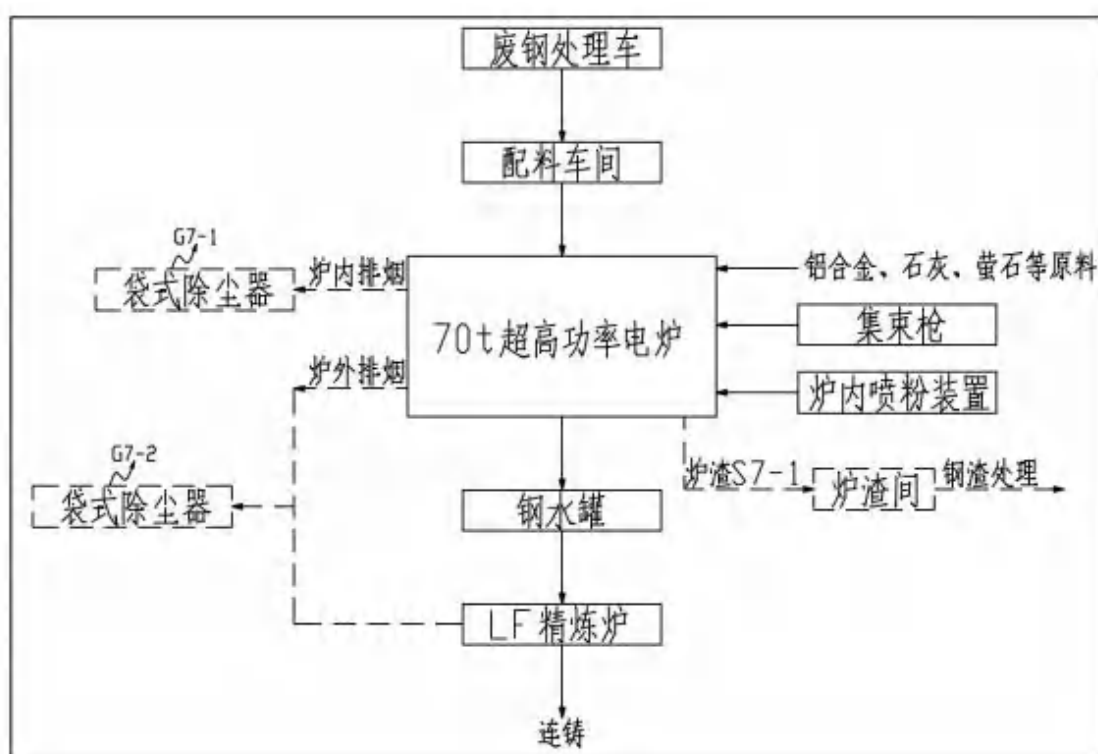 废钢处理车
配料车间
G7-1
袋式除尘器
炉内排烟
70t超高功率电炉
铝合金、石灰、萤石等原料
集束枪
炉外排烟
炉内喷粉装置
G7-2
袋式除尘器
炉渣S7-1
炉渣间
钢渣处理
钢水罐
LF精炼炉
连铸